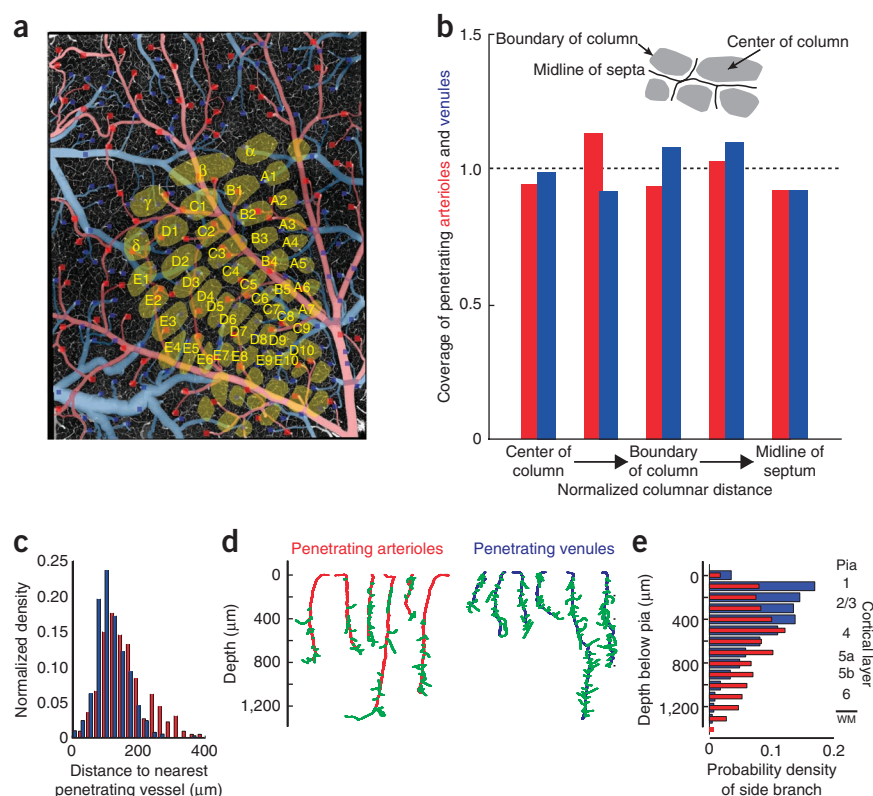 a
α
β
A1
B1
γ
A2
C1
B2
A3
D1
C2
B3
A4
δ
C3
D2
C4
B4
A5
E1
D3
C5
B5
A6
E2
D4
C6
D5
C7
A7
E3
D6
C8
D7
C9
D8
D9
D10
E4
E5
E6
E7
E8
E9
E10
b
Coverage of penetrating arterioles and venules
1.5
1.0
0.5
0
Boundary of column
Center of column
Midline of septa
Center of column
Boundary of column
Midline of septum
Normalized columnar distance
c
Normalized density
0.25
0.20
0.15
0.10
0.05
0
0 200 400
Distance to nearest
penetrating vessel (μm)
d
Penetrating arterioles
Penetrating venules
Depth (μm)
0
400
800
1,200
e
Depth below pia (μm)
0
400
800
1,200
0 0.1 0.2
Probability density
of side branch
Pia
1
2/3
4
5a
5b
6
WM
Cortical layer